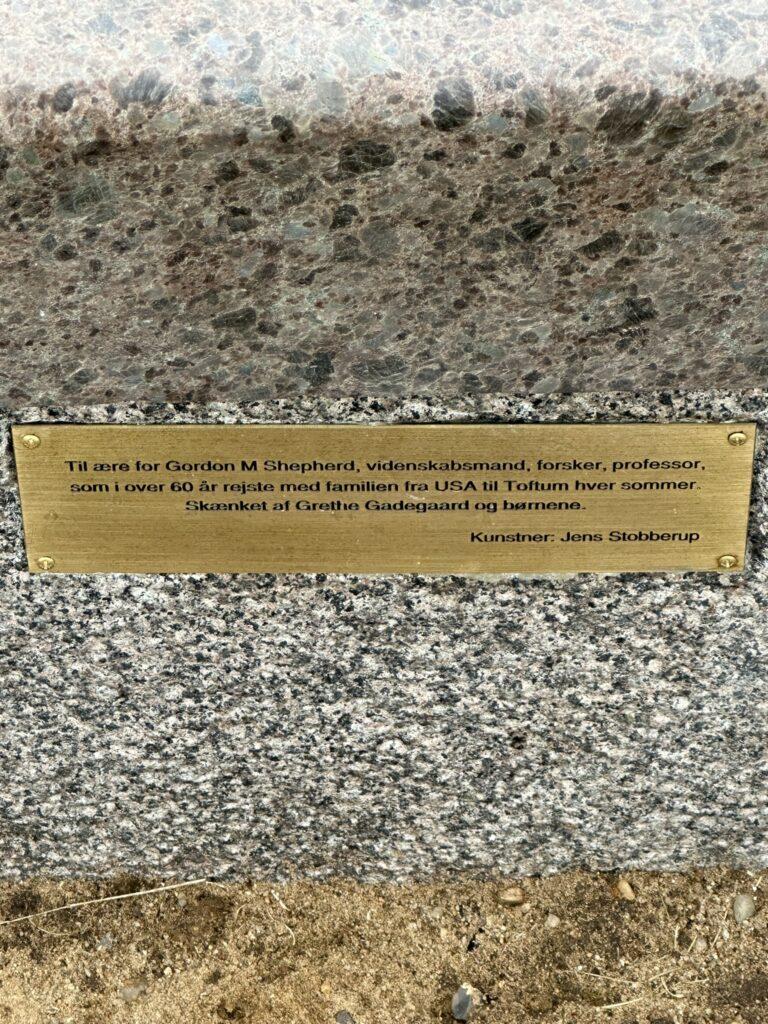 Til ære for Gordon M Shepherd, videnskabsmand, forsker, professor,
som i over 60 år rejste med familien fra USA til Toftum hver sommer.
Skænket af Grethe Gadegaard og børnene.
Kunstner: Jens Stobberup